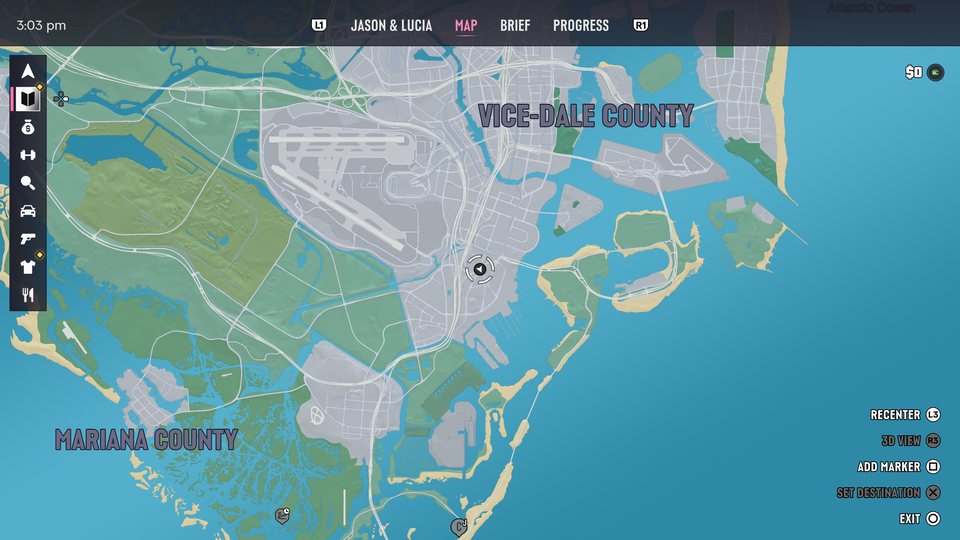 3:03 pm
L1 JASON & LUCIA MAP BRIEF PROGRESS R1
Atlantic Ocean
$0
VICE-DALE COUNTY
MARIANA COUNTY
RECENTER L3
3D VIEW R3
ADD MARKER
SET DESTINATION
EXIT